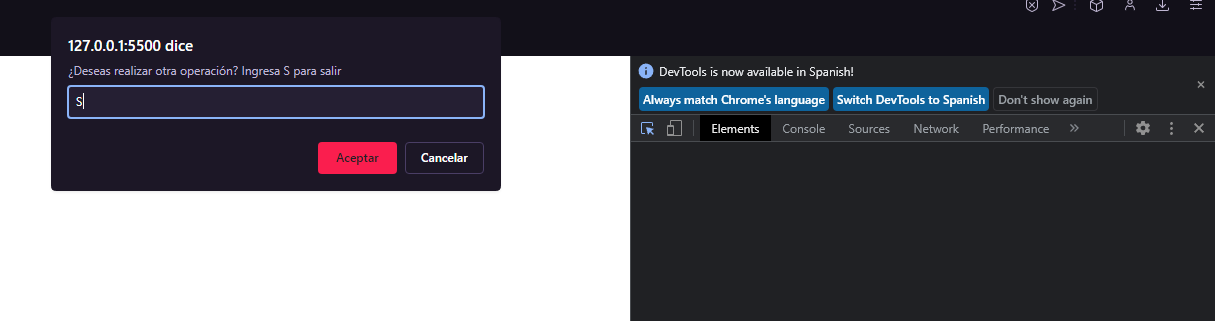 127.0.0.1:5500 dice
¿Deseas realizar otra operación? Ingresa S para salir
S
Aceptar
Cancelar
DevTools is now available in Spanish!
Always match Chrome's language
Switch DevTools to Spanish
Don't show again
Elements
Console
Sources
Network
Performance